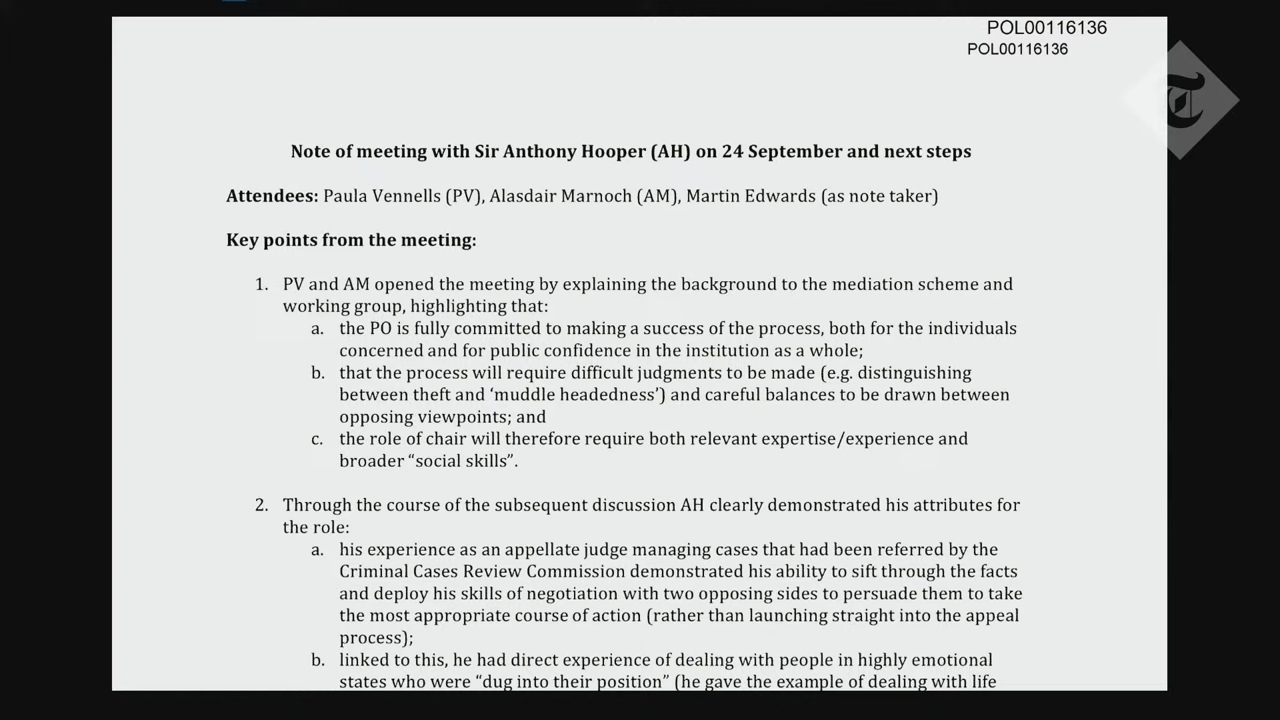 POL00116136
POL00116136
Note of meeting with Sir Anthony Hooper (AH) on 24 September and next steps
Attendees: Paula Vennells (PV), Alasdair Marnoch (AM), Martin Edwards (as note taker)
Key points from the meeting:
1. PV and AM opened the meeting by explaining the background to the mediation scheme and
working group, highlighting that:
a. the PO is fully committed to making a success of the process, both for the individuals
concerned and for public confidence in the institution as a whole;
b. that the process will require difficult judgments to be made (e.g. distinguishing
between theft and ‘muddle headedness’) and careful balances to be drawn between
opposing viewpoints; and
c. the role of chair will therefore require both relevant expertise/experience and
broader “social skills”.
2. Through the course of the subsequent discussion AH clearly demonstrated his attributes for
the role:
a. his experience as an appellate judge managing cases that had been referred by the
Criminal Cases Review Commission demonstrated his ability to sift through the facts
and deploy his skills of negotiation with two opposing sides to persuade them to take
the most appropriate course of action (rather than launching straight into the appeal
process);
b. linked to this, he had direct experience of dealing with people in highly emotional
states who were “dug into their position” (he gave the example of dealing with life